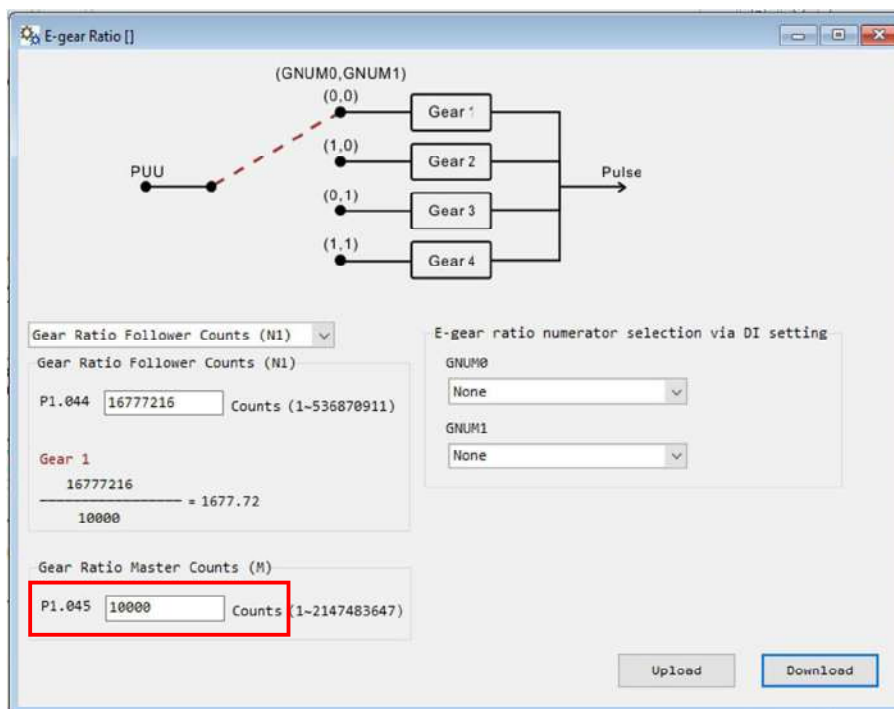 E-gear Ratio []
(GNUM0,GNUM1)
(0,0)
Gear 1
(1,0)
Gear 2
PUU
Pulse
(0,1)
Gear 3
(1,1)
Gear 4
Gear Ratio Follower Counts (N1)
Gear Ratio Follower Counts (N1)
P1.044 16777216 Counts (1~536870911)
Gear 1
16777216
= 1677.72
10000
Gear Ratio Master Counts (M)
P1.045 10000 Counts (1~2147483647)
E-gear ratio numerator selection via DI setting
GNUM0
None
GNUM1
None
Upload
Download